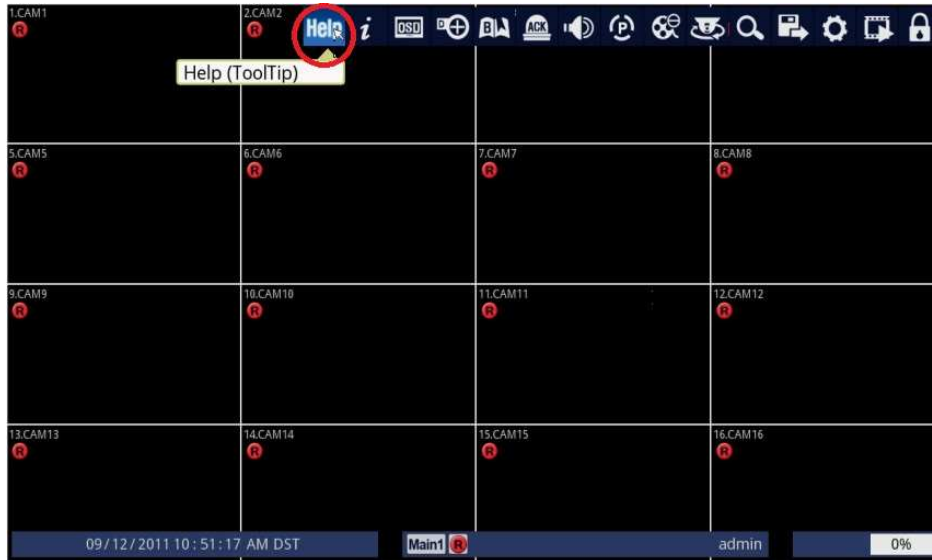 1.CAM1
2.CAM2
Help i OSD D B ACK P
Help (ToolTip)
5.CAM5
R
6.CAM6
R
7.CAM7
R
8.CAM8
R
9.CAM9
R
10.CAM10
R
11.CAM11
R
12.CAM12
R
13.CAM13
R
14.CAM14
R
15.CAM15
R
16.CAM16
R
09/12/2011 10:51:17 AM DST
Main1 R
admin
0%